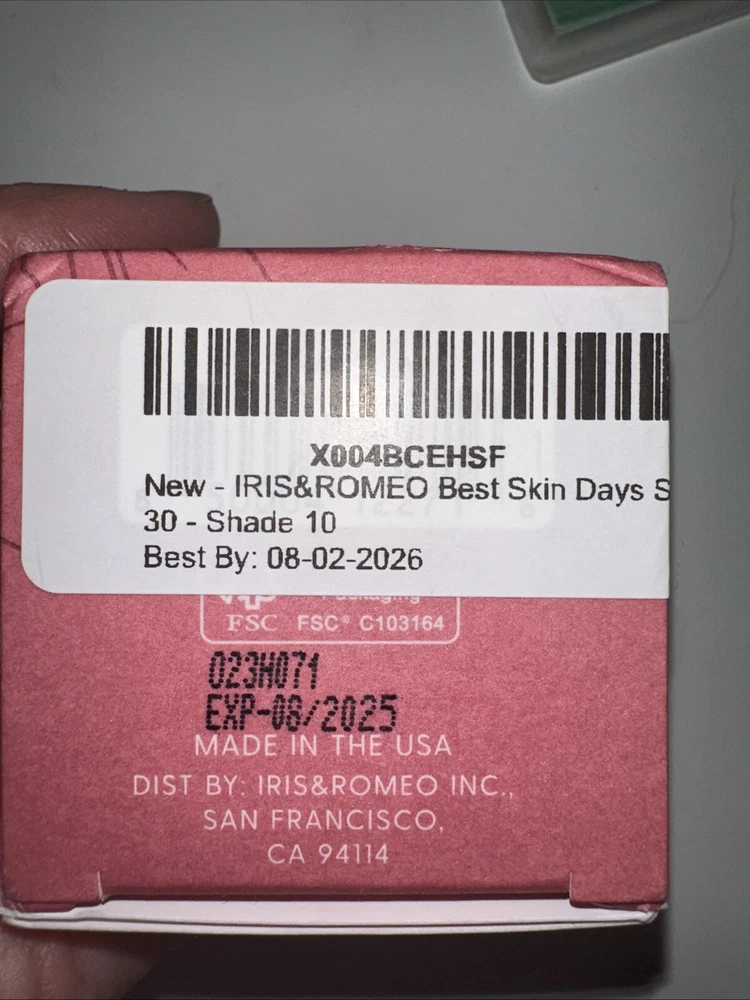 X004BCEHSF
New - IRIS&ROMEO Best Skin Days S
30 - Shade 10
Best By: 08-02-2026
FSC FSC® C103164
023H071
EXP-08/2025
MADE IN THE USA
DIST BY: IRIS&ROMEO INC.,
SAN FRANCISCO,
CA 94114